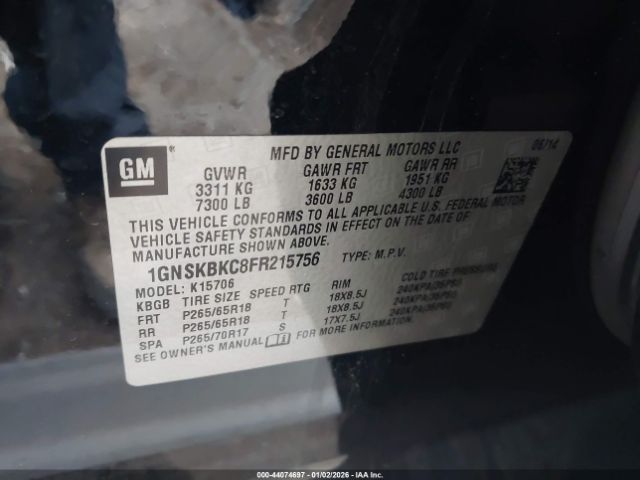 GM
MFD BY GENERAL MOTORS LLC
06/14
GVWR GAWR FRT GAWR RR
3311 KG 1633 KG 1951 KG
7300 LB 3600 LB 4300 LB
THIS VEHICLE CONFORMS TO ALL APPLICABLE U.S. FEDERAL MOTOR
VEHICLE SAFETY STANDARDS IN EFFECT ON THE DATE OF
MANUFACTURE SHOWN ABOVE.
1GNSKBKC8FR215756 TYPE: M.P.V.
MODEL: K15706
KBGB TIRE SIZE SPEED RTG RIM COLD TIRE PRESSURE
FRT P265/65R18 T 18X8.5J 240KPA(35PSI)
RR P265/65R18 T 18X8.5J 240KPA(35PSI)
SPA P265/70R17 S 17X7.5J 240KPA(35PSI)
SEE OWNER'S MANUAL FOR MORE INFORMATION.
000-44074697 - 01/02/2026 - IAAI.COM